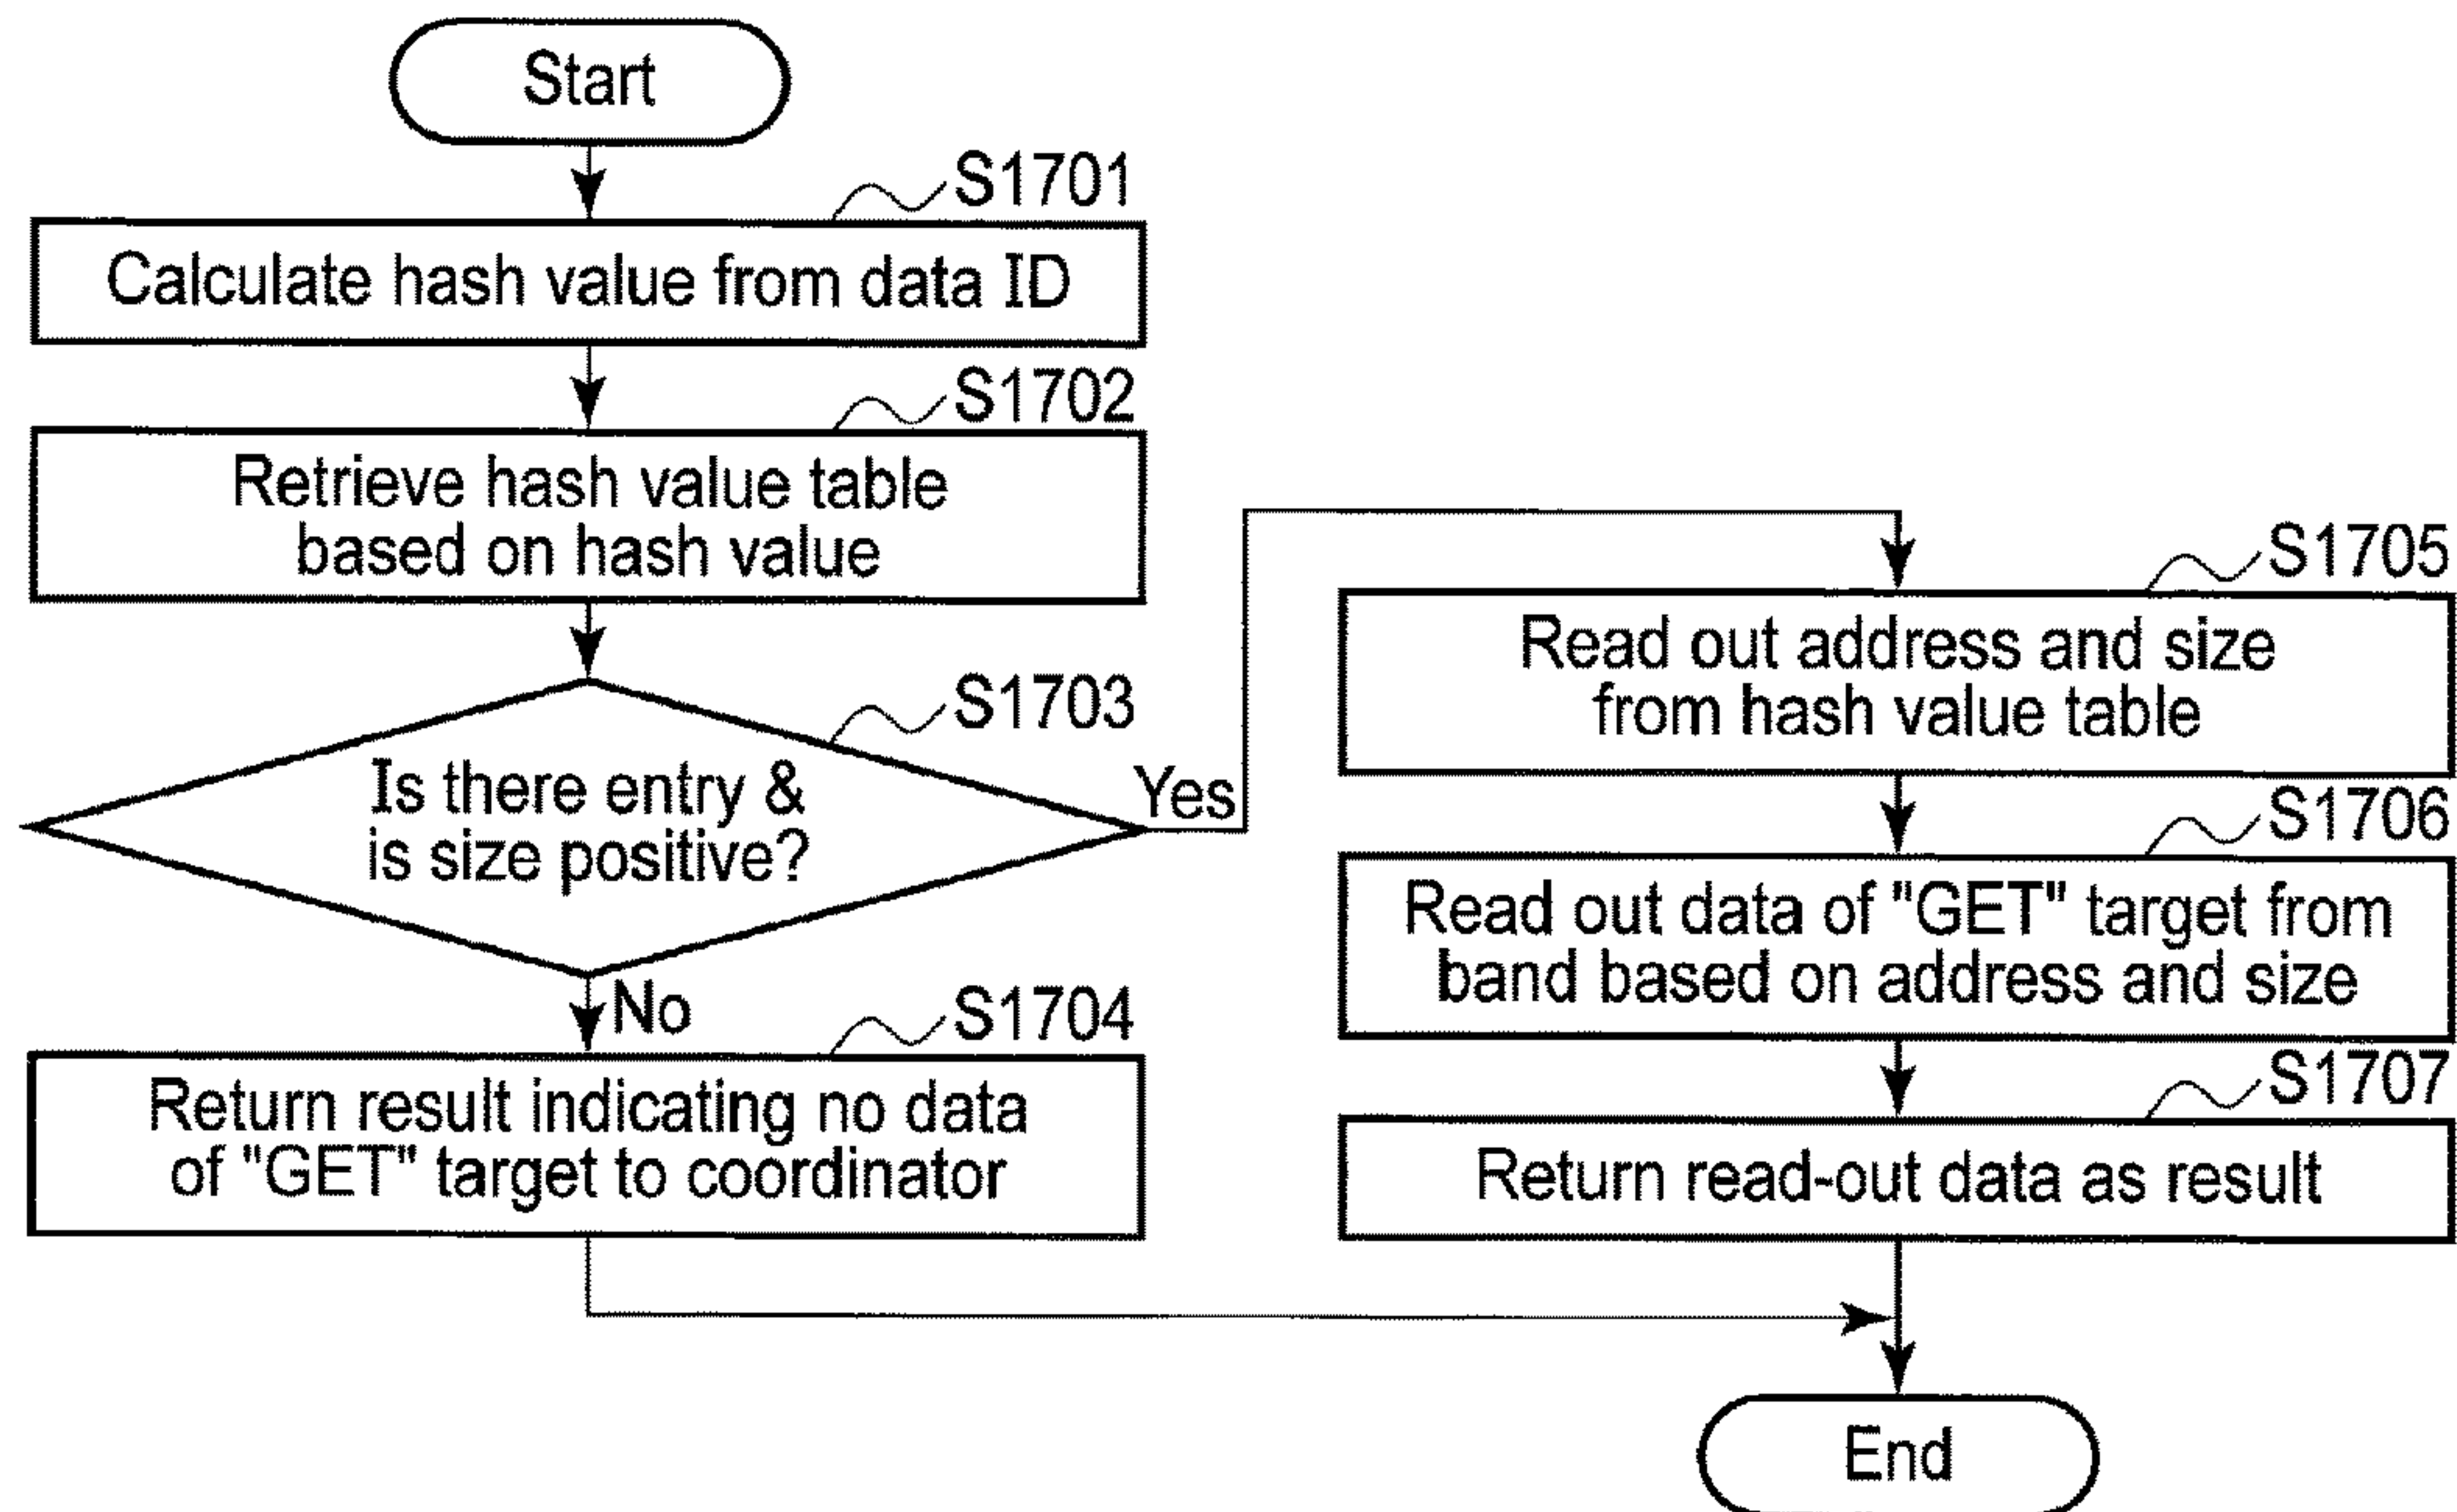 Start
S1701
Calculate hash value from data ID
S1702
Retrieve hash value table
based on hash value
S1703
Is there entry &
is size positive?
Yes
No
S1704
Return result indicating no data
of "GET" target to coordinator
S1705
Read out address and size
from hash value table
S1706
Read out data of "GET" target from
band based on address and size
S1707
Return read-out data as result
End